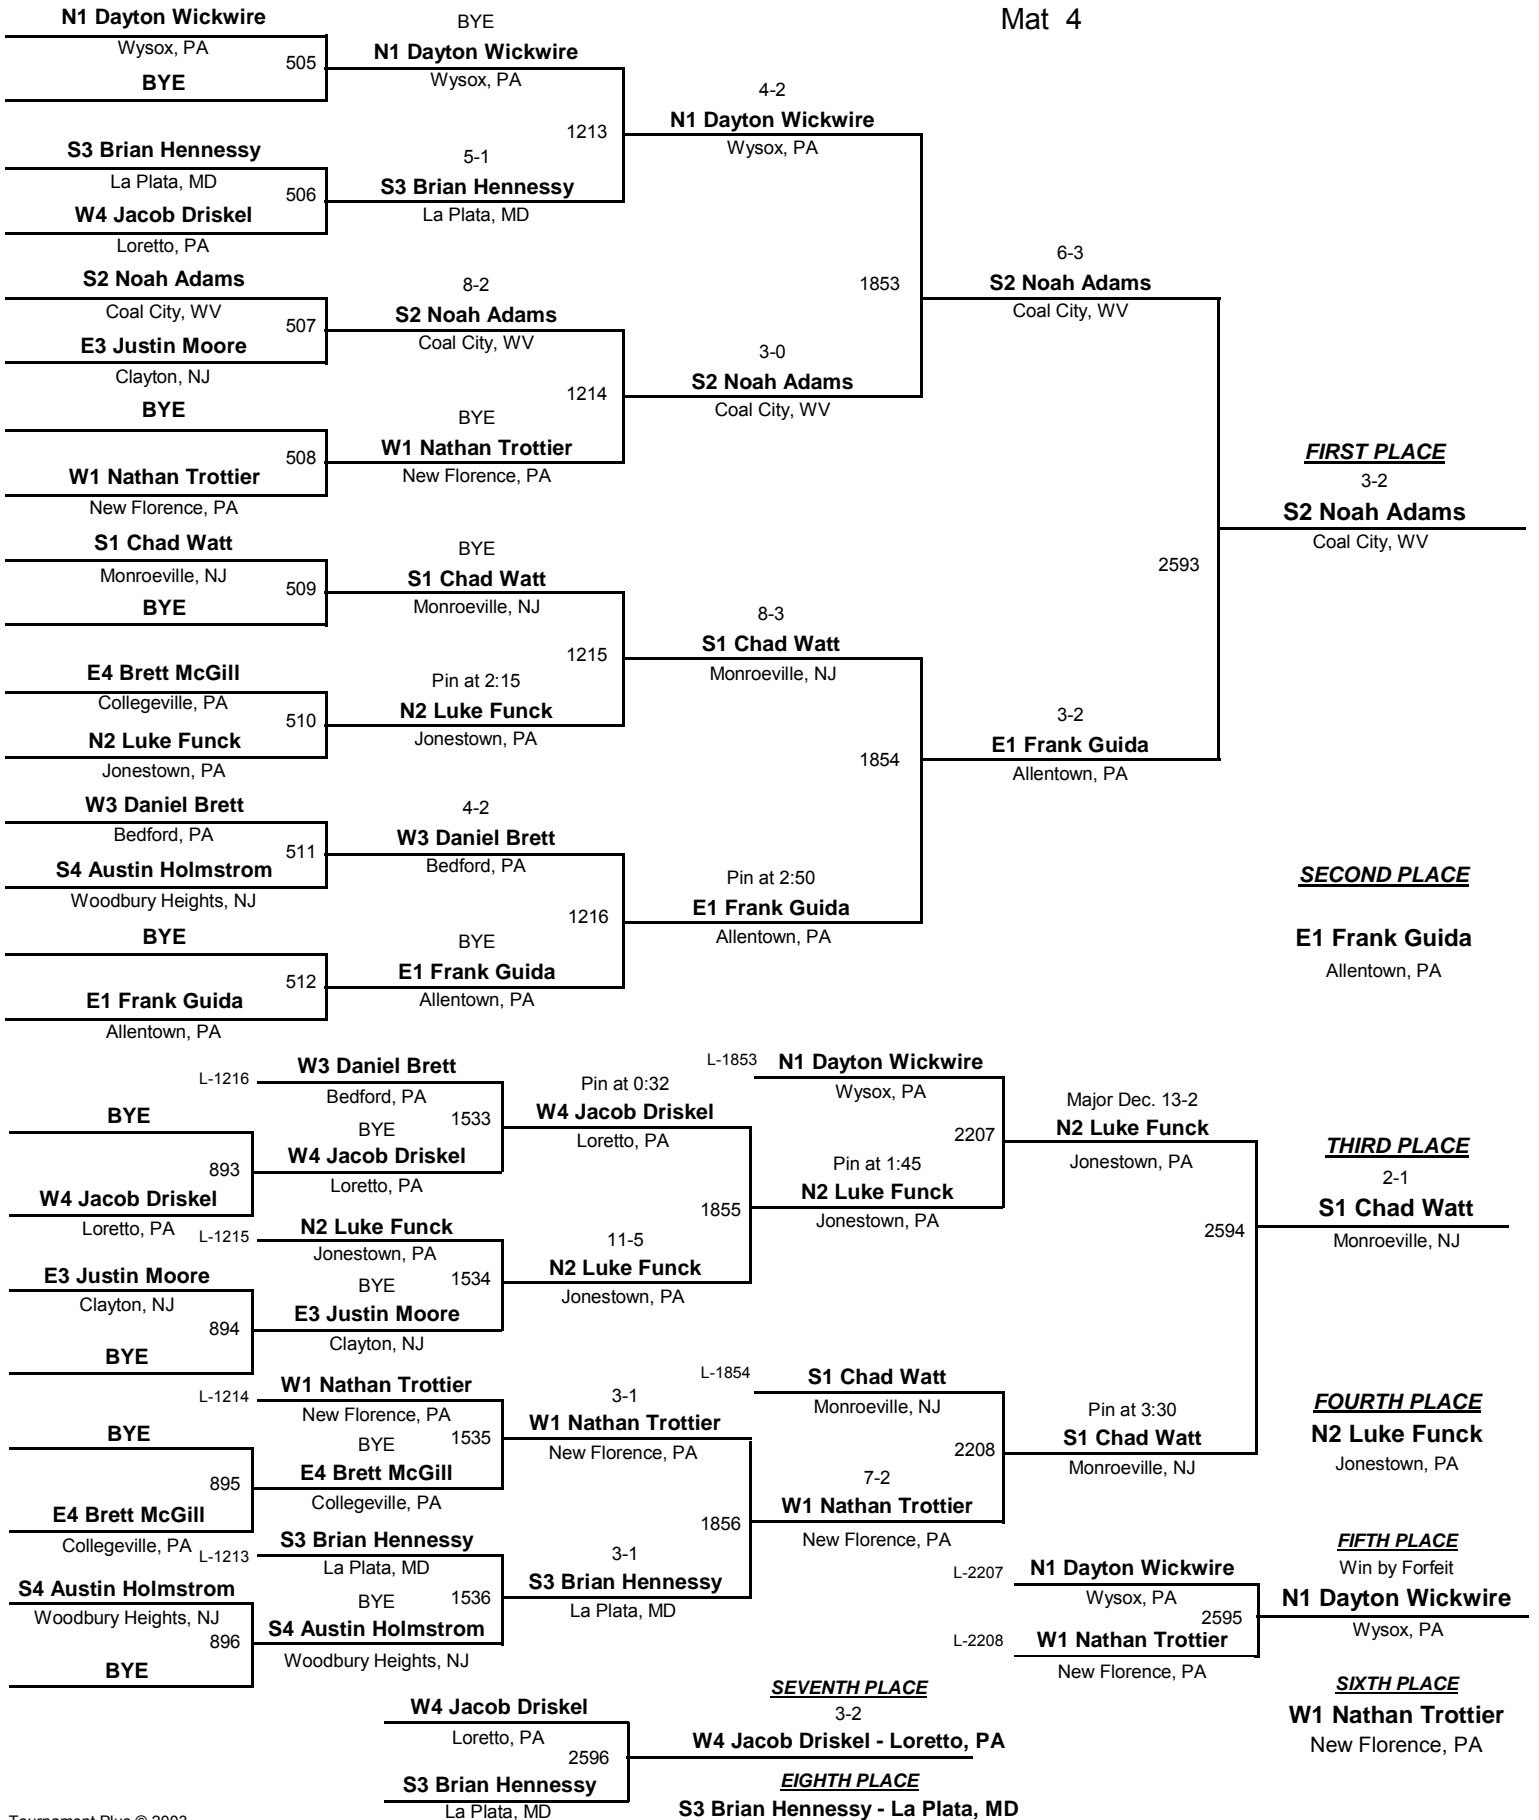 Mat 4
N1 Dayton Wickwire
Wysox, PA
505
BYE
S3 Brian Hennessy
La Plata, MD
506
W4 Jacob Driskel
Loretto, PA
S2 Noah Adams
Coal City, WV
507
E3 Justin Moore
Clayton, NJ
BYE
508
W1 Nathan Trottier
New Florence, PA
S1 Chad Watt
Monroeville, NJ
509
BYE
E4 Brett McGill
Collegeville, PA
510
N2 Luke Funck
Jonestown, PA
W3 Daniel Brett
Bedford, PA
511
S4 Austin Holmstrom
Woodbury Heights, NJ
BYE
512
E1 Frank Guida
Allentown, PA
BYE
N1 Dayton Wickwire
Wysox, PA
1213
5-1
S3 Brian Hennessy
La Plata, MD
8-2
S2 Noah Adams
Coal City, WV
1214
BYE
W1 Nathan Trottier
New Florence, PA
BYE
S1 Chad Watt
Monroeville, NJ
1215
Pin at 2:15
N2 Luke Funck
Jonestown, PA
4-2
W3 Daniel Brett
Bedford, PA
1216
BYE
E1 Frank Guida
Allentown, PA
4-2
N1 Dayton Wickwire
Wysox, PA
1853
3-0
S2 Noah Adams
Coal City, WV
8-3
S1 Chad Watt
Monroeville, NJ
1854
Pin at 2:50
E1 Frank Guida
Allentown, PA
6-3
S2 Noah Adams
Coal City, WV
2593
3-2
E1 Frank Guida
Allentown, PA
FIRST PLACE
3-2
S2 Noah Adams
Coal City, WV
SECOND PLACE
E1 Frank Guida
Allentown, PA
L-1216
BYE
893
W4 Jacob Driskel
Loretto, PA
L-1215
E3 Justin Moore
Clayton, NJ
894
BYE
L-1214
BYE
895
E4 Brett McGill
Collegeville, PA
L-1213
S4 Austin Holmstrom
Woodbury Heights, NJ
896
BYE
W3 Daniel Brett
Bedford, PA
1533
BYE
W4 Jacob Driskel
Loretto, PA
N2 Luke Funck
Jonestown, PA
1534
BYE
E3 Justin Moore
Clayton, NJ
W1 Nathan Trottier
New Florence, PA
1535
BYE
E4 Brett McGill
Collegeville, PA
S3 Brian Hennessy
La Plata, MD
1536
BYE
S4 Austin Holmstrom
Woodbury Heights, NJ
Pin at 0:32
W4 Jacob Driskel
Loretto, PA
1855
11-5
N2 Luke Funck
Jonestown, PA
3-1
W1 Nathan Trottier
New Florence, PA
1856
3-1
S3 Brian Hennessy
La Plata, MD
L-1853
N1 Dayton Wickwire
Wysox, PA
2207
Pin at 1:45
N2 Luke Funck
Jonestown, PA
L-1854
S1 Chad Watt
Monroeville, NJ
2208
7-2
W1 Nathan Trottier
New Florence, PA
Major Dec. 13-2
N2 Luke Funck
Jonestown, PA
2594
Pin at 3:30
S1 Chad Watt
Monroeville, NJ
THIRD PLACE
2-1
S1 Chad Watt
Monroeville, NJ
FOURTH PLACE
N2 Luke Funck
Jonestown, PA
L-2207
N1 Dayton Wickwire
Wysox, PA
2595
L-2208
W1 Nathan Trottier
New Florence, PA
FIFTH PLACE
Win by Forfeit
N1 Dayton Wickwire
Wysox, PA
SIXTH PLACE
W1 Nathan Trottier
New Florence, PA
W4 Jacob Driskel
Loretto, PA
2596
S3 Brian Hennessy
La Plata, MD
SEVENTH PLACE
3-2
W4 Jacob Driskel - Loretto, PA
EIGHTH PLACE
S3 Brian Hennessy - La Plata, MD